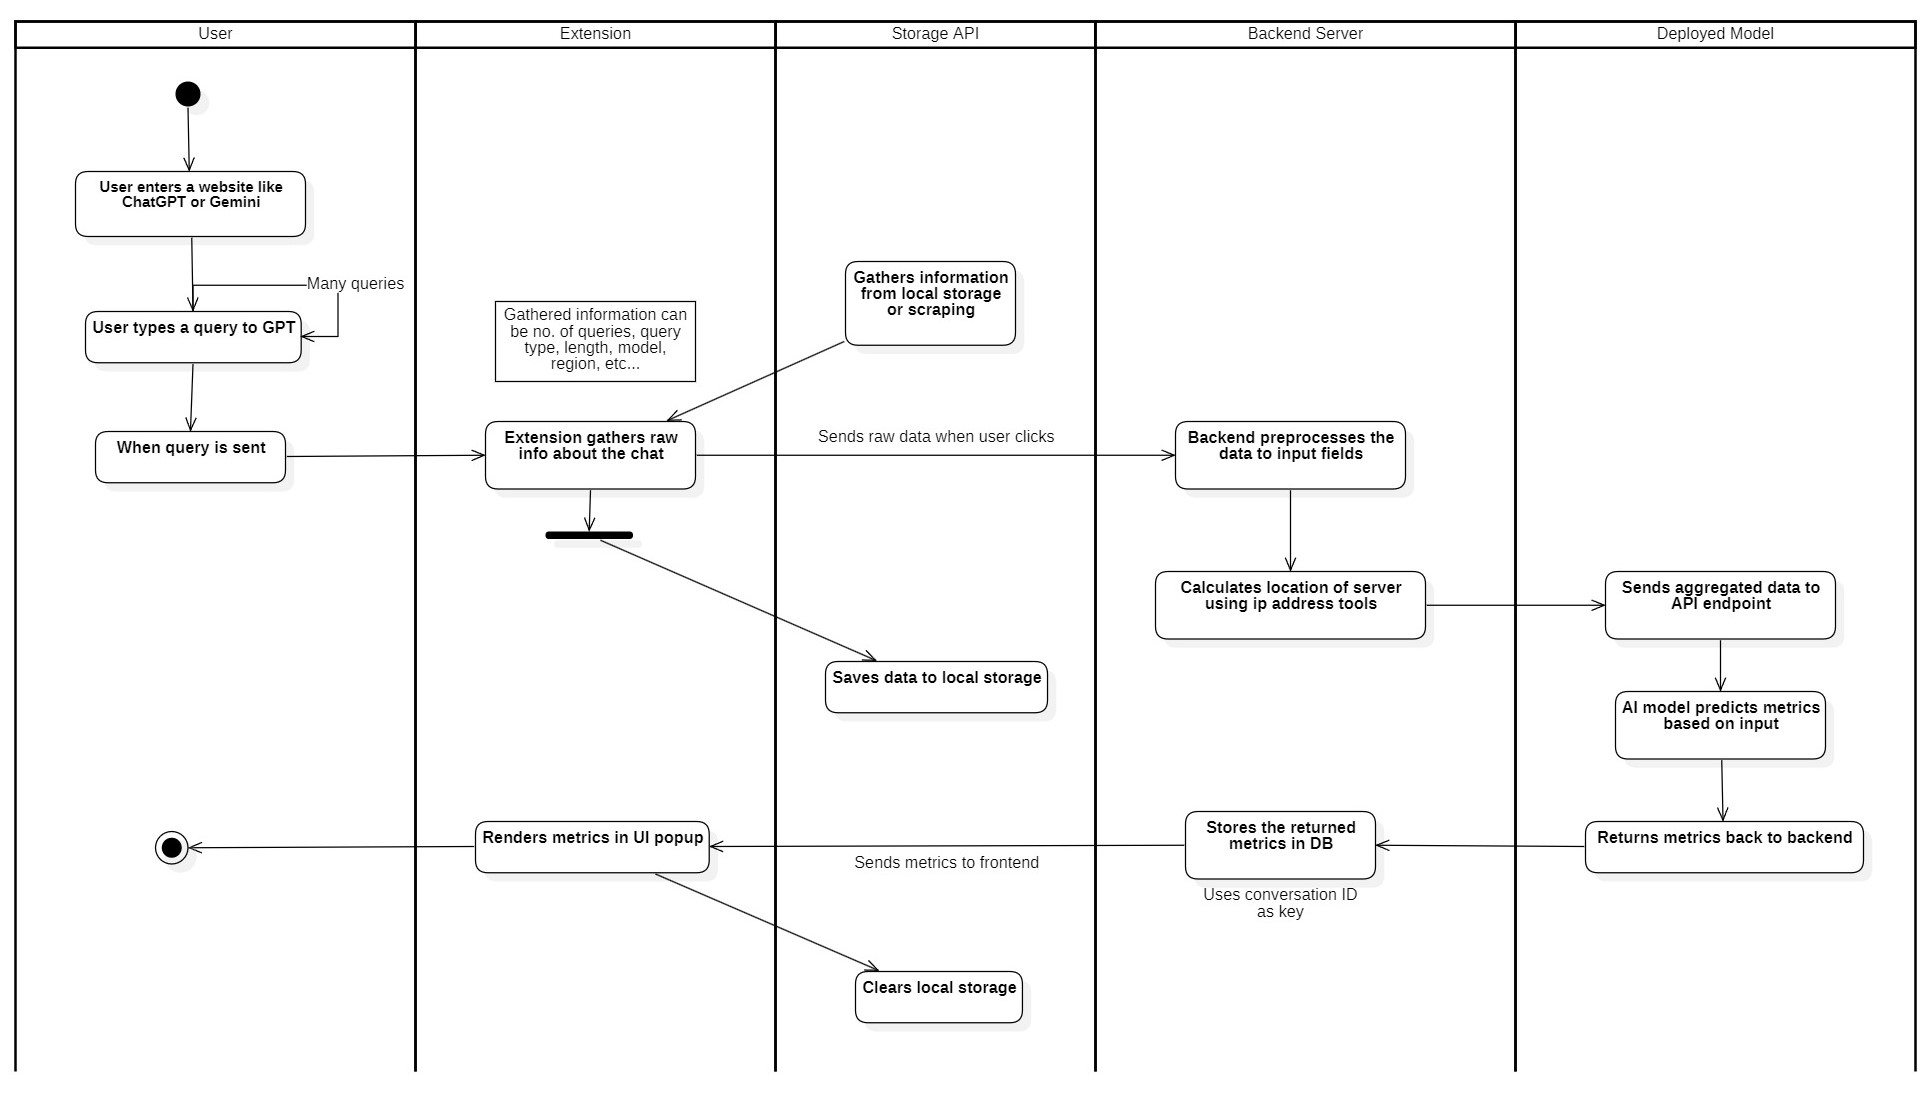 User
Extension
Storage API
Backend Server
Deployed Model
User enters a website like
ChatGPT or Gemini
Many queries
User types a query to GPT
When query is sent
Gathered information can
be no. of queries, query
type, length, model,
region, etc...
Gathers information
from local storage
or scraping
Extension gathers raw
info about the chat
Sends raw data when user clicks
Backend preprocesses the
data to input fields
Calculates location of server
using ip address tools
Sends aggregated data to
API endpoint
Saves data to local storage
AI model predicts metrics
based on input
Returns metrics back to backend
Stores the returned
metrics in DB
Uses conversation ID
as key
Sends metrics to frontend
Renders metrics in UI popup
Clears local storage